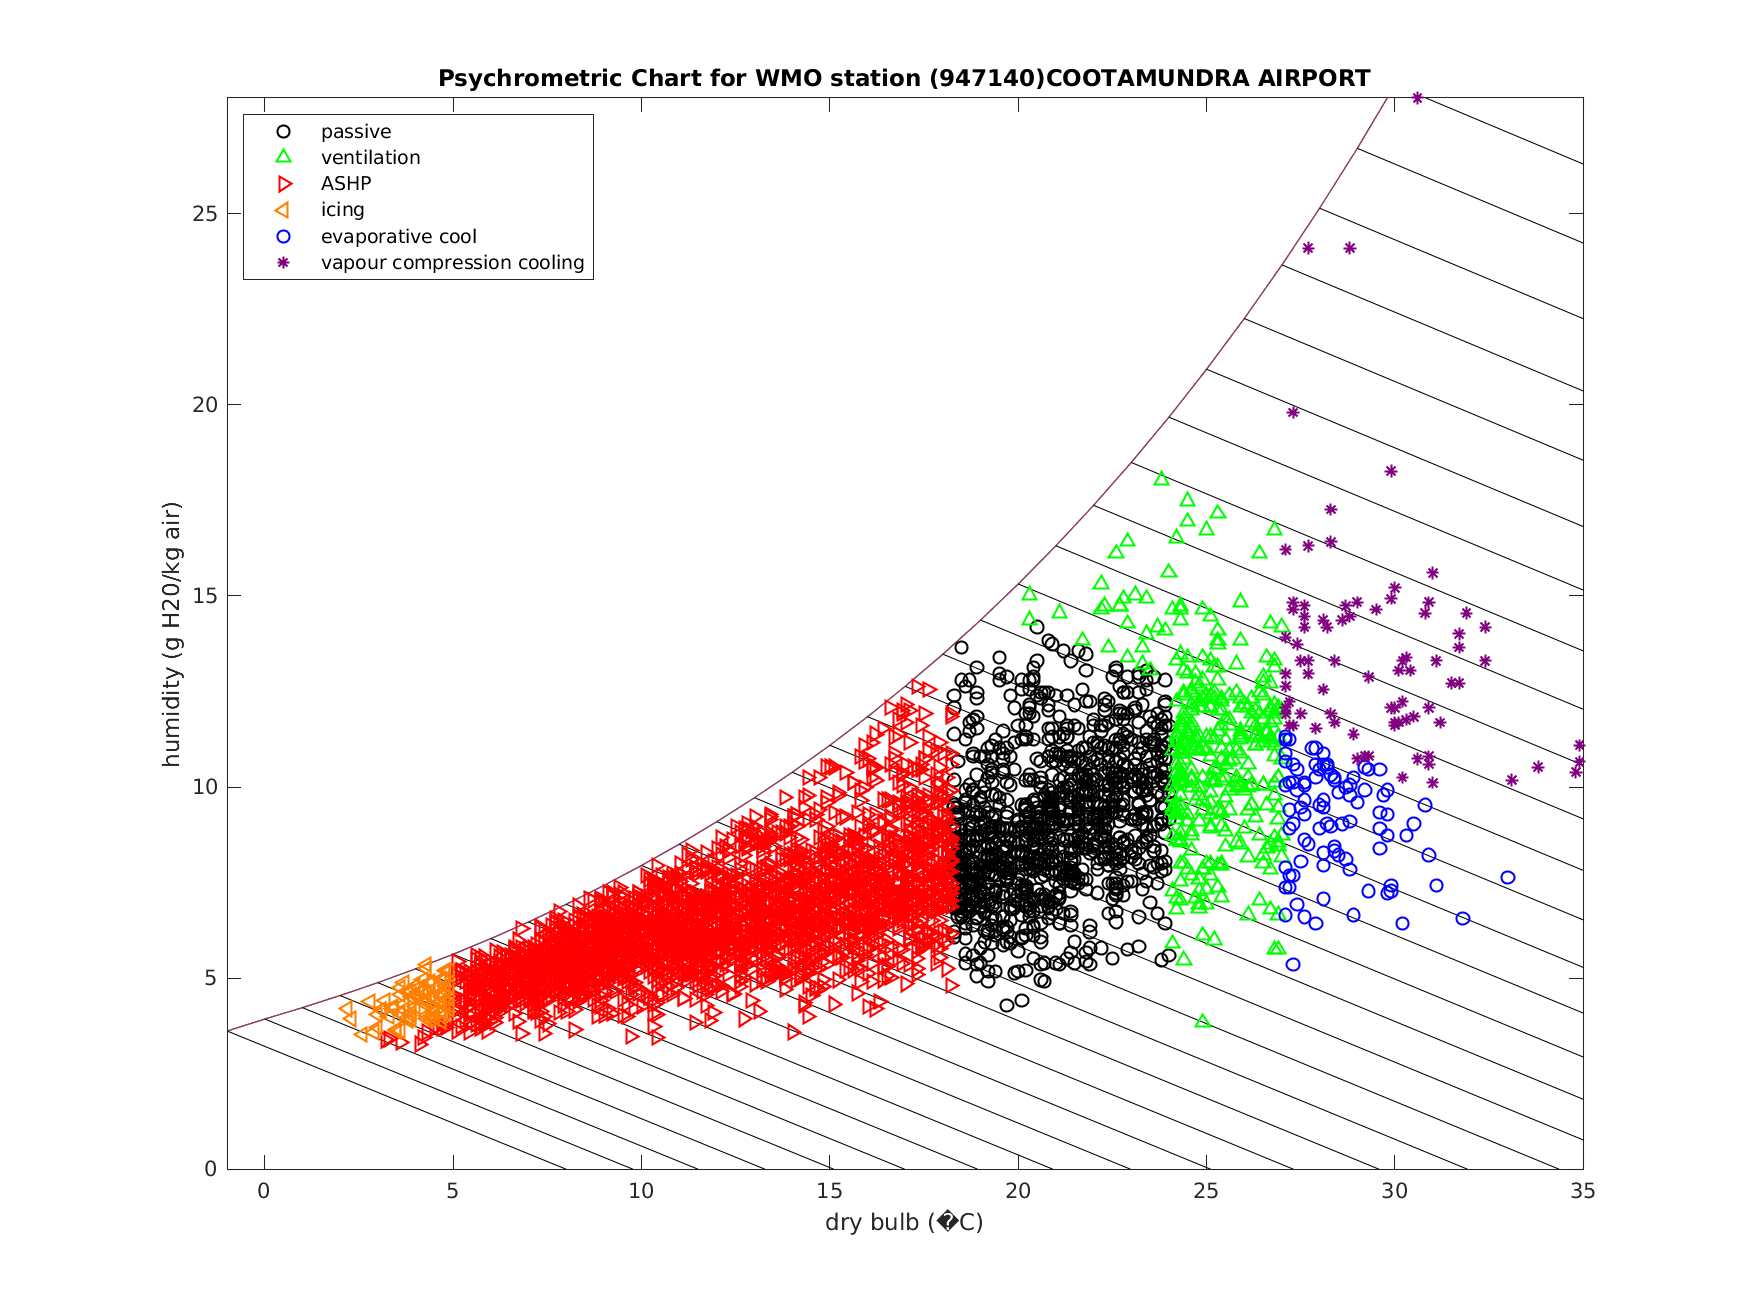 Psychrometric Chart for WMO station (947140)COOTAMUNDRA AIRPORT
passive
ventilation
ASHP
icing
evaporative cool
vapour compression cooling
humidity (g H20/kg air)
25
20
15
10
5
0
0 5 10 15 20 25 30 35
dry bulb (�C)